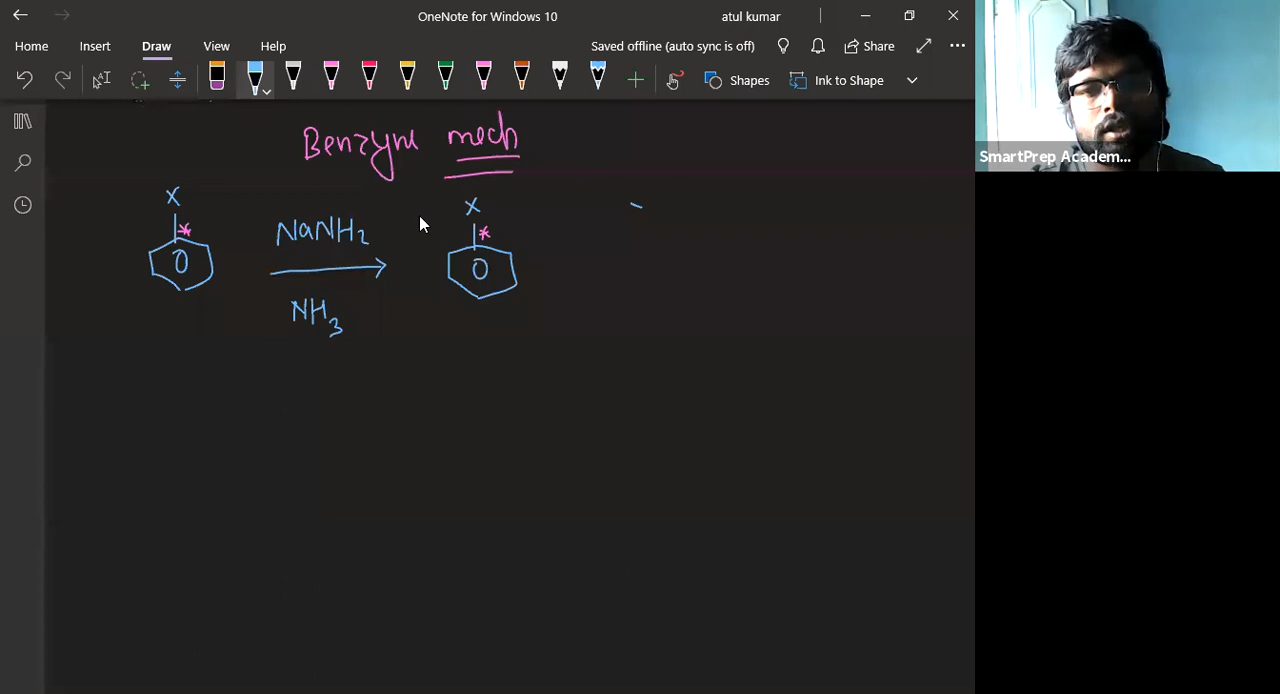 OneNote for Windows 10
atul kumar
Home Insert Draw View Help
Saved offline (auto sync is off)
Share
Shapes
Ink to Shape
SmartPrep Academ...
Benzyne mech
X
*
NaNH2
NH3
X
*